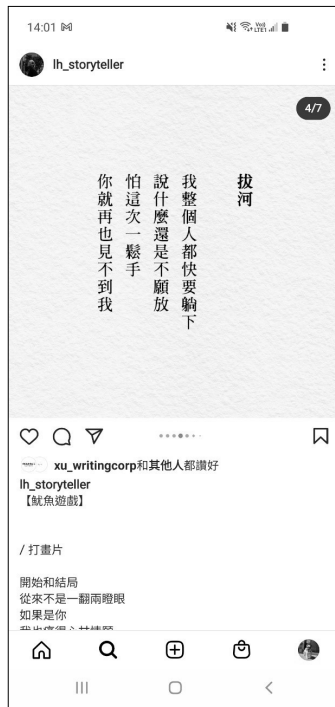 14:01
lh_storyteller
4/7
拔河
我整個人都快要躺下
說什麼還是不願放
怕這次一鬆手
你就再也見不到我
xu_writingcorp和其他人都讚好
lh_storyteller
【魷魚遊戲】
/ 打畫片
開始和結局
從來不是一翻兩瞪眼
如果是你